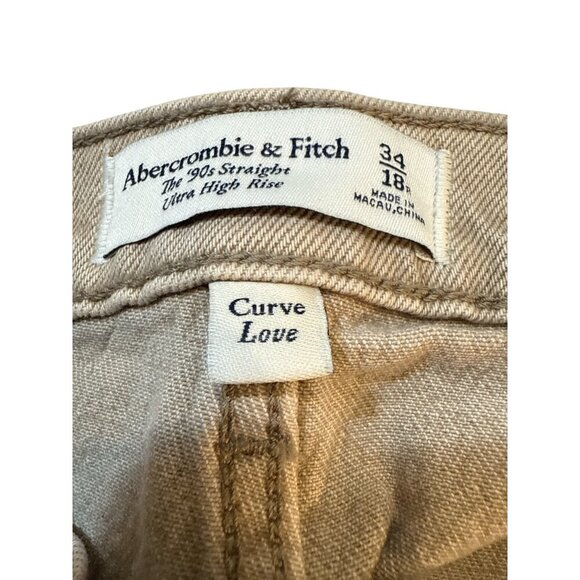 Abercrombie & Fitch
The '90s Straight
Ultra High Rise
34
18R
MADE IN
MACAU, CHINA
Curve
Love